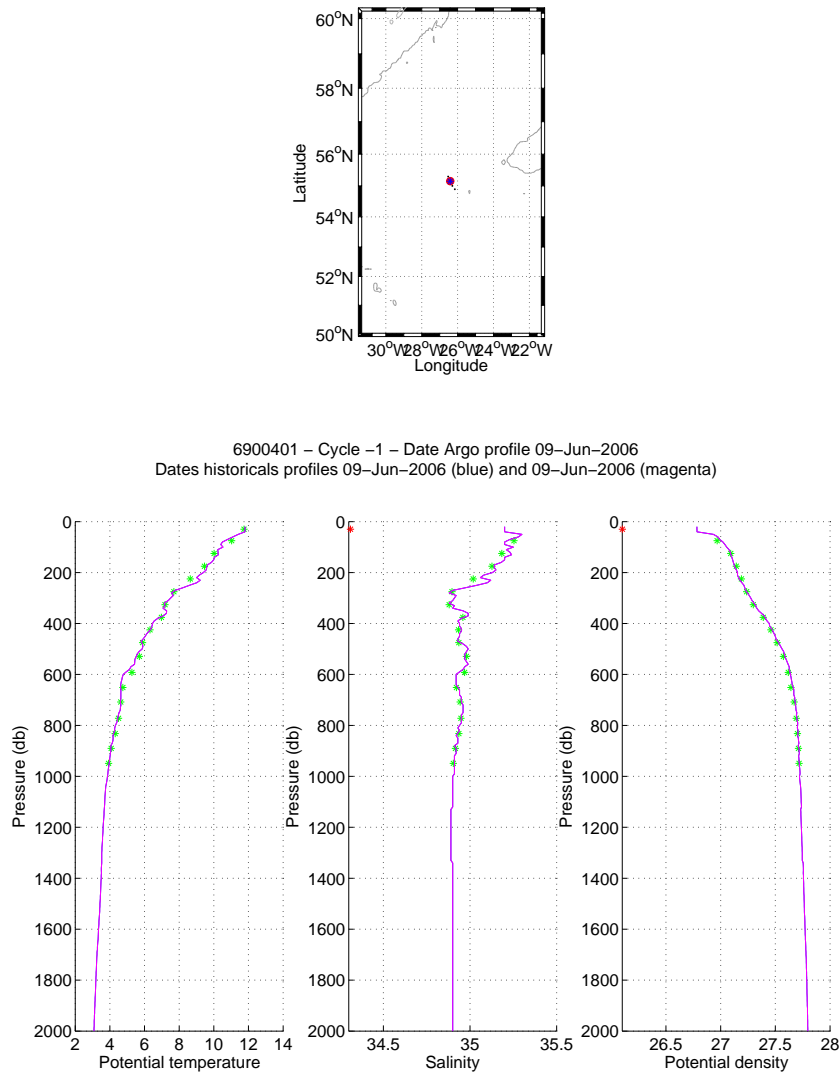 60°N
58°N
56°N
54°N
52°N
50°N
Latitude
30°W 28°W 26°W 24°W 22°W
Longitude
6900401 − Cycle −1 − Date Argo profile 09−Jun−2006
Dates historicals profiles 09−Jun−2006 (blue) and 09−Jun−2006 (magenta)
0
200
400
600
800
1000
1200
1400
1600
1800
2000
Pressure (db)
2 4 6 8 10 12 14
Potential temperature
0
200
400
600
800
1000
1200
1400
1600
1800
2000
Pressure (db)
34.5 35 35.5
Salinity
0
200
400
600
800
1000
1200
1400
1600
1800
2000
Pressure (db)
26.5 27 27.5 28
Potential density